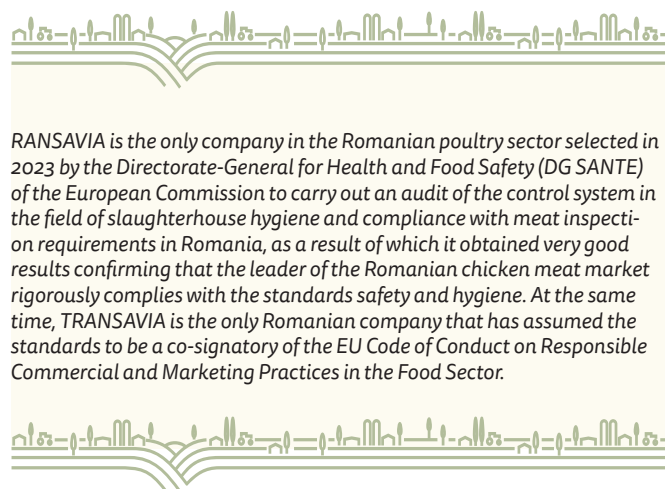 RANSAVIA is the only company in the Romanian poultry sector selected in
2023 by the Directorate-General for Health and Food Safety (DG SANTE)
of the European Commission to carry out an audit of the control system in
the field of slaughterhouse hygiene and compliance with meat inspecti-
on requirements in Romania, as a result of which it obtained very good
results confirming that the leader of the Romanian chicken meat market
rigorously complies with the standards safety and hygiene. At the same
time, TRANSAVIA is the only Romanian company that has assumed the
standards to be a co-signatory of the EU Code of Conduct on Responsible
Commercial and Marketing Practices in the Food Sector.